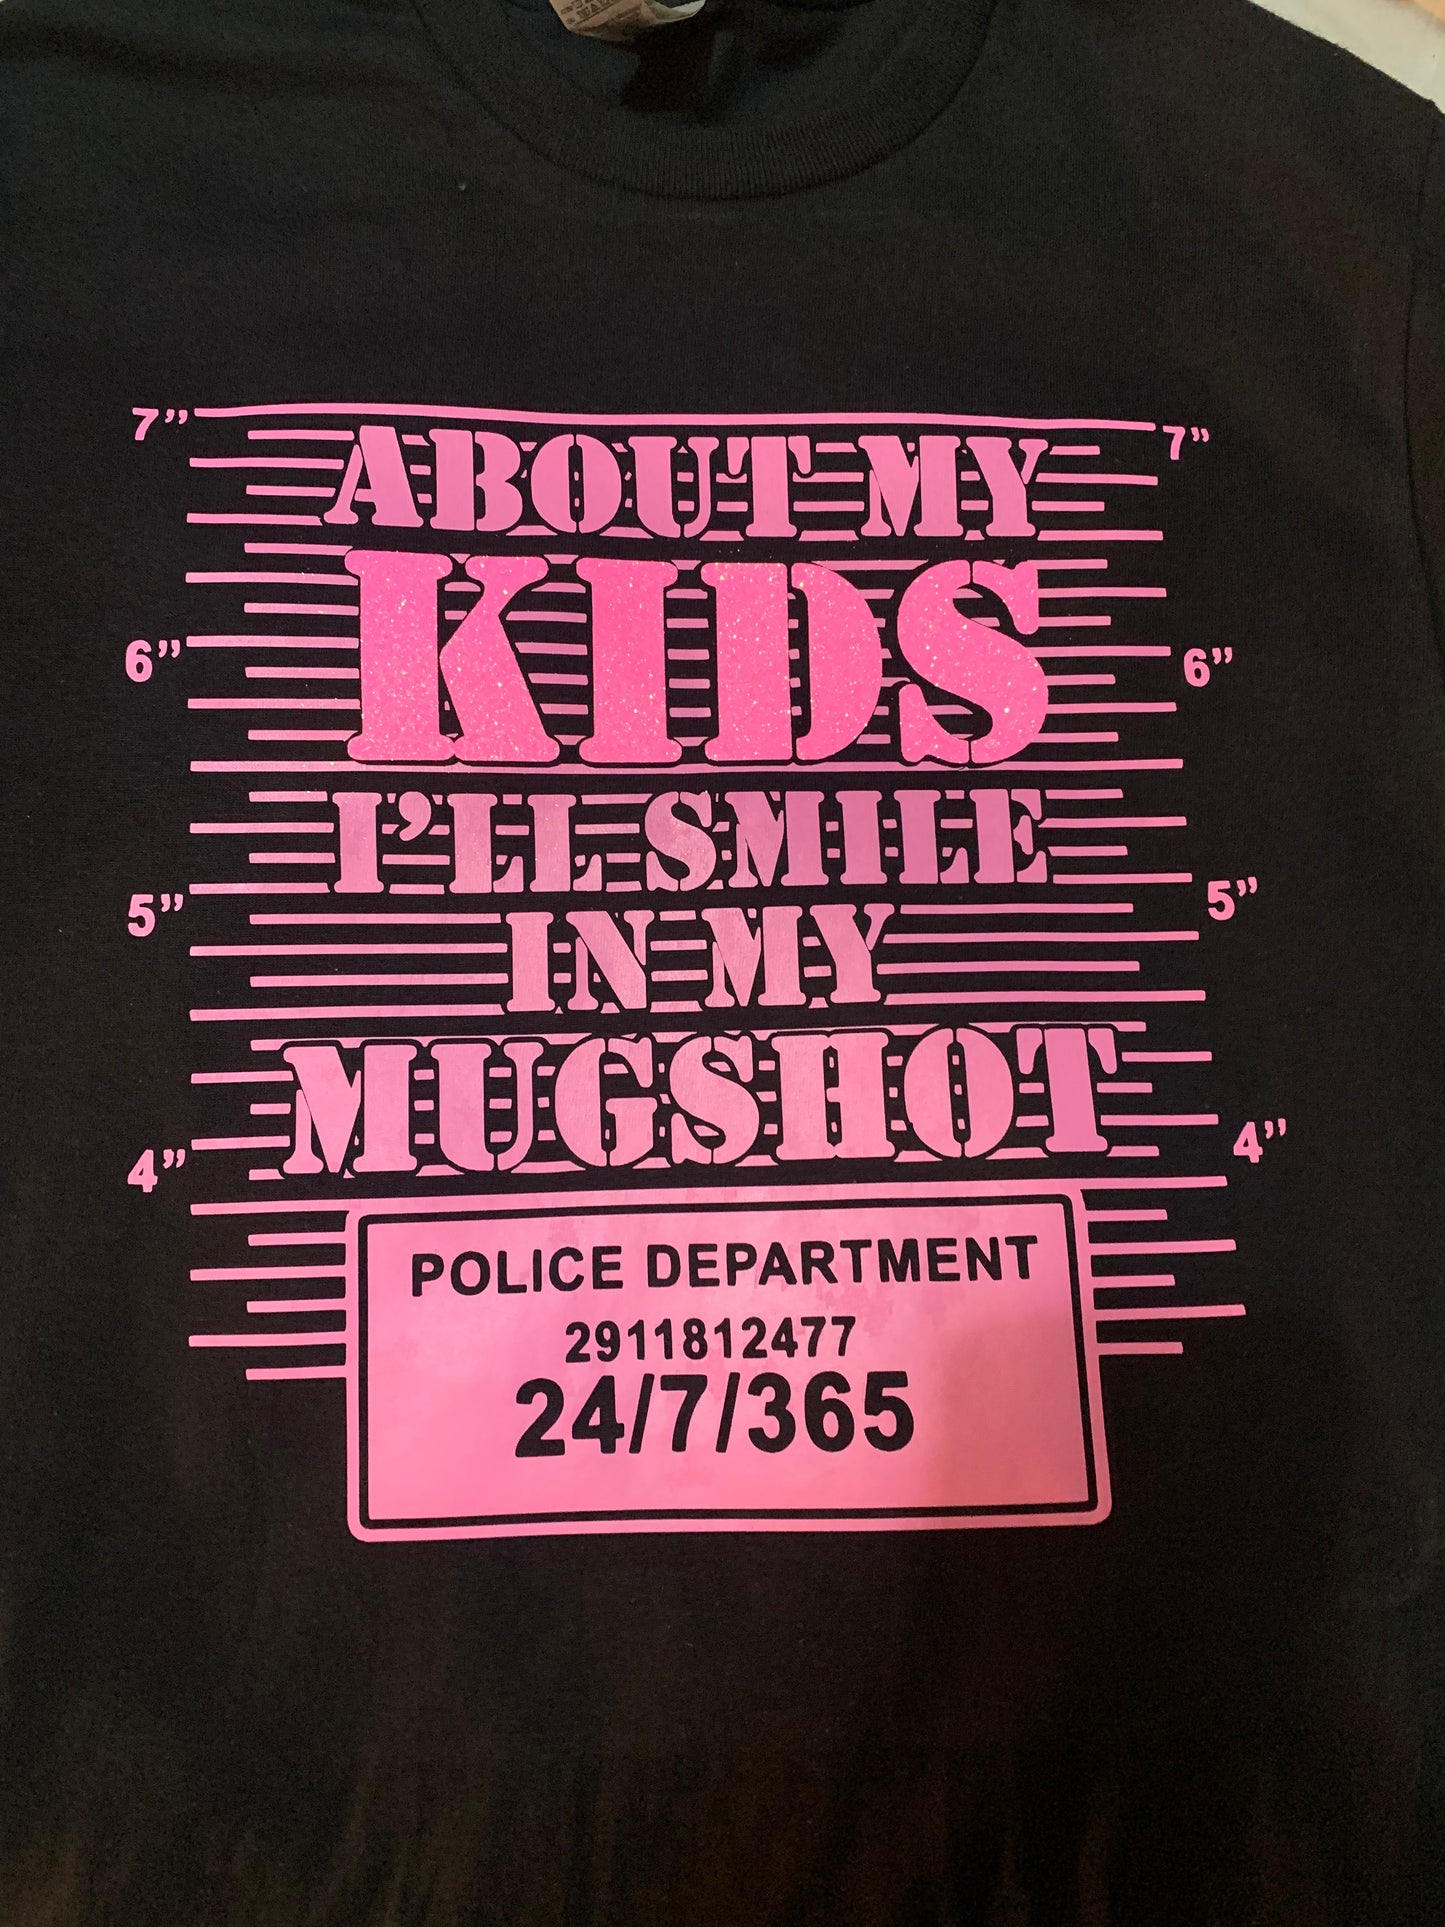 7” 7”
ABOUT MY
KIDS
6” 6”
I’LL SMILE
5” 5”
IN MY
MUGSHOT
4” 4”
POLICE DEPARTMENT
2911812477
24/7/365